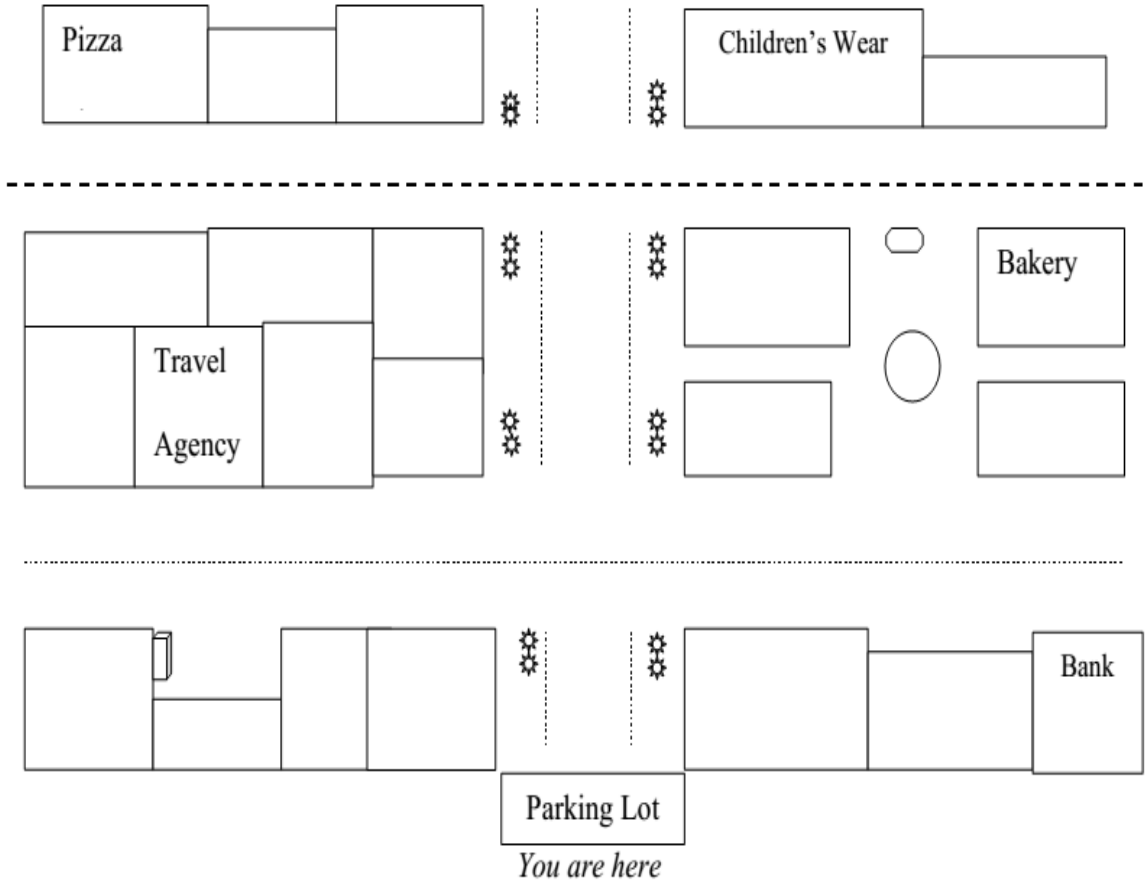 Pizza
Children's Wear
Bakery
Travel
Agency
Bank
Parking Lot
You are here